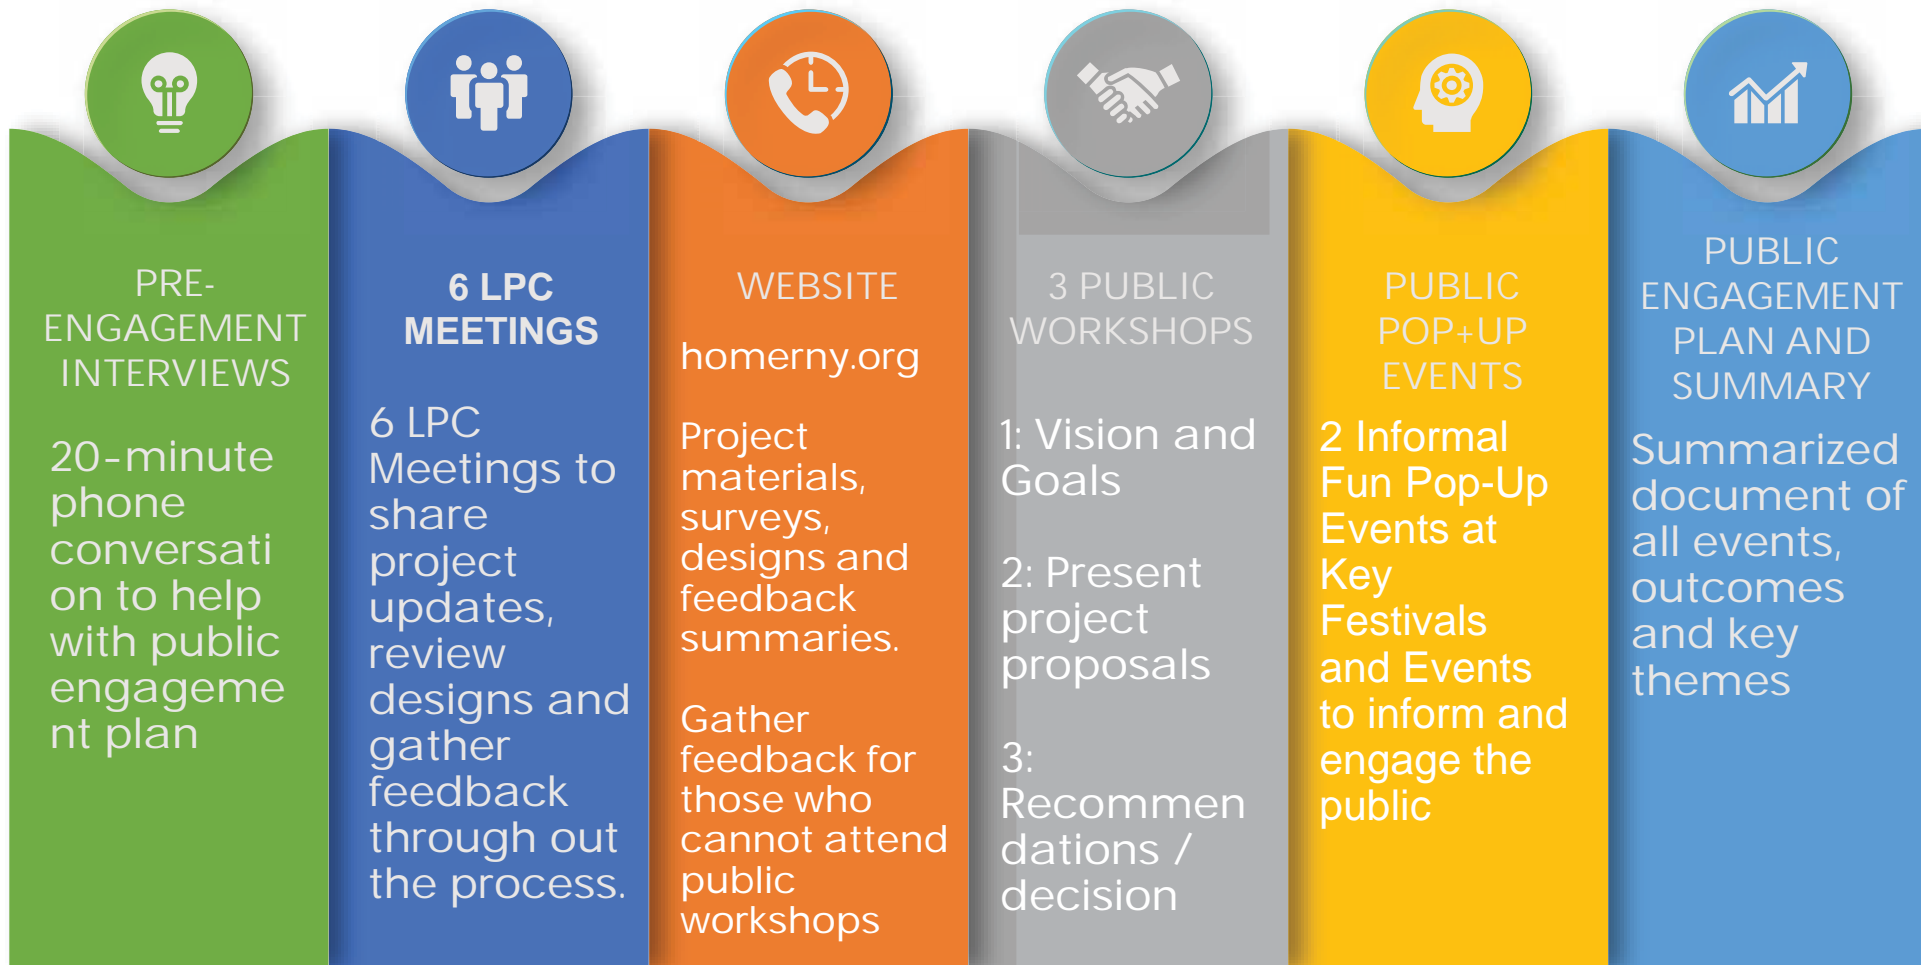 PRE-
ENGAGEMENT
INTERVIEWS
20-minute
phone
conversati
on to help
with public
engageme
nt plan
6 LPC
MEETINGS
6 LPC
Meetings to
share
project
updates,
review
designs and
gather
feedback
through out
the process.
WEBSITE
homerny.org
Project
materials,
surveys,
designs and
feedback
summaries.
Gather
feedback for
those who
cannot attend
public
workshops
3 PUBLIC
WORKSHOPS
1: Vision and
Goals
2: Present
project
proposals
3:
Recommen
dations /
decision
PUBLIC
POP+UP
EVENTS
2 Informal
Fun Pop-Up
Events at
Key
Festivals
and Events
to inform and
engage the
public
PUBLIC
ENGAGEMENT
PLAN AND
SUMMARY
Summarized
document of
all events,
outcomes
and key
themes